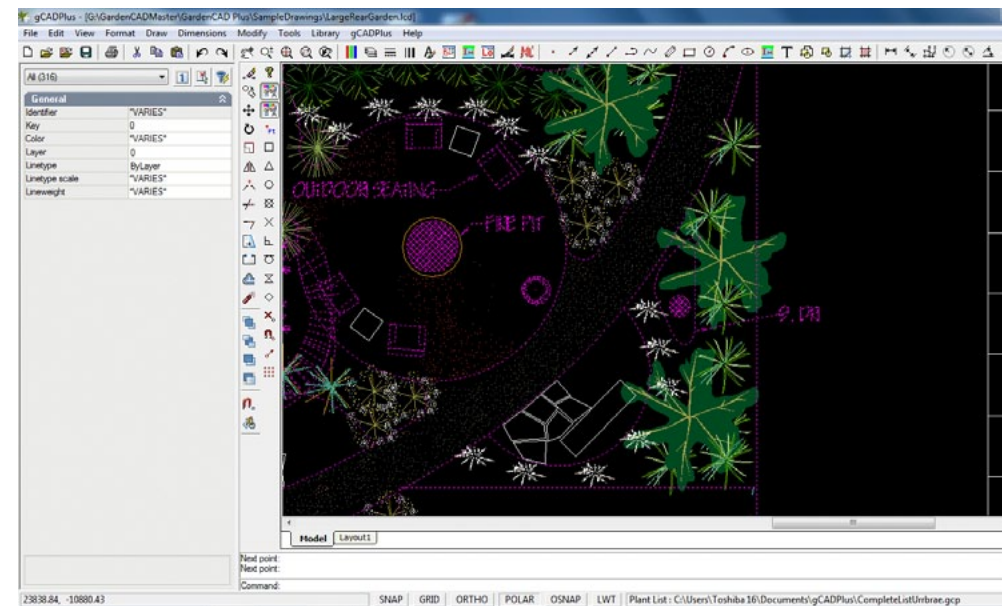 gCADPlus - [G:\GardenCADMaster\GardenCAD Plus\SampleDrawings\LargeRearGarden.lcd]
File Edit View Format Draw Dimensions Modify Tools Library gCADPlus Help
All (316)
General
Identifier *VARIES*
Key 0
Color *VARIES*
Layer 0
Linetype ByLayer
Linetype scale *VARIES*
Lineweight *VARIES*
OUTDOOR SEATING
FIRE PIT
Model Layout1
Next point:
Next point:
Command:
23838.84, -10880.43 SNAP GRID ORTHO POLAR OSNAP LWT Plant List : C:\Users\Toshiba 16\Documents\gCADPlus\CompleteListUrrbrae.gcp